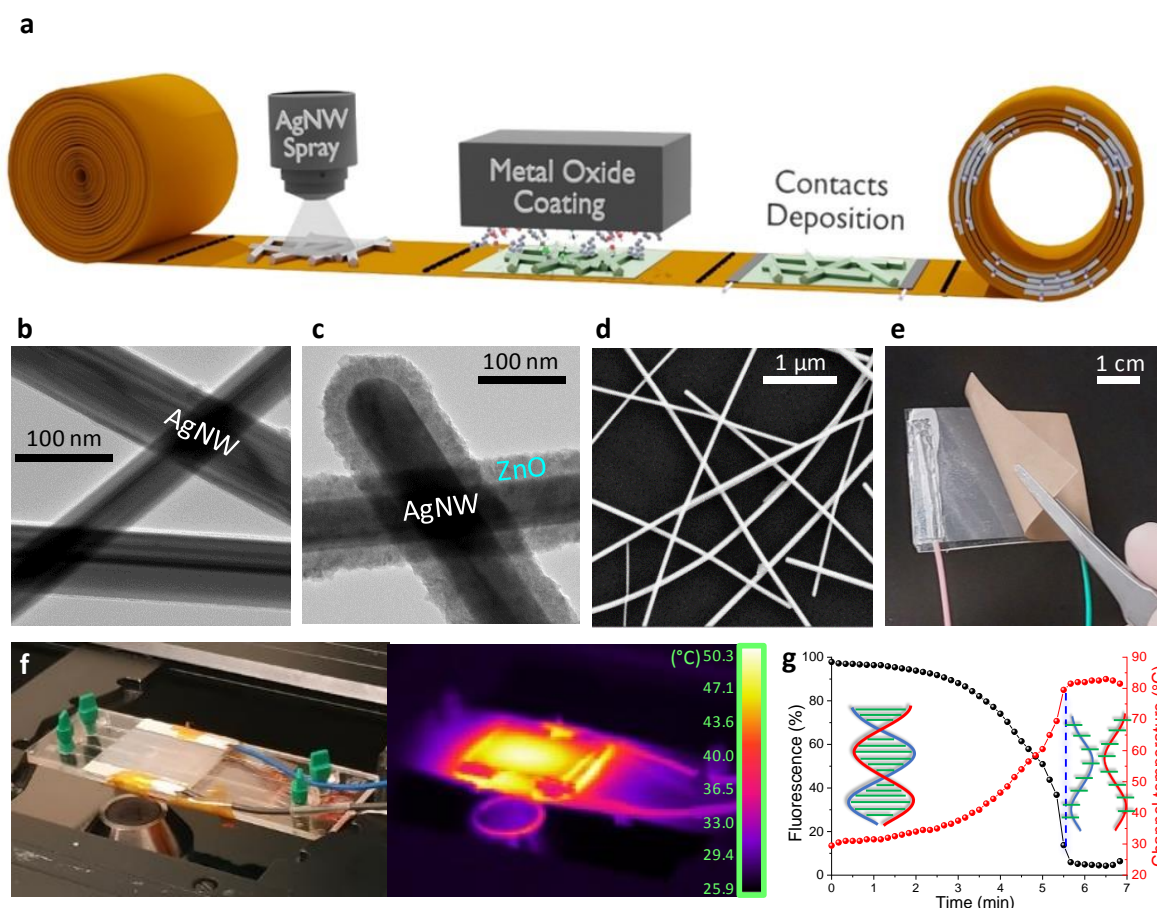 a
AgNW
Spray
Metal Oxide
Coating
Contacts
Deposition
b
100 nm
AgNW
c
100 nm
ZnO
AgNW
d
1 µm
e
1 cm
f
(°C)
50.3
47.1
43.6
40.0
36.5
33.0
29.4
25.9
g
100
80
60
40
20
0
Fluorescence (%)
0 1 2 3 4 5 6 7
Time (min)
90
80
70
60
50
40
30
20
Channel temperature (°C)